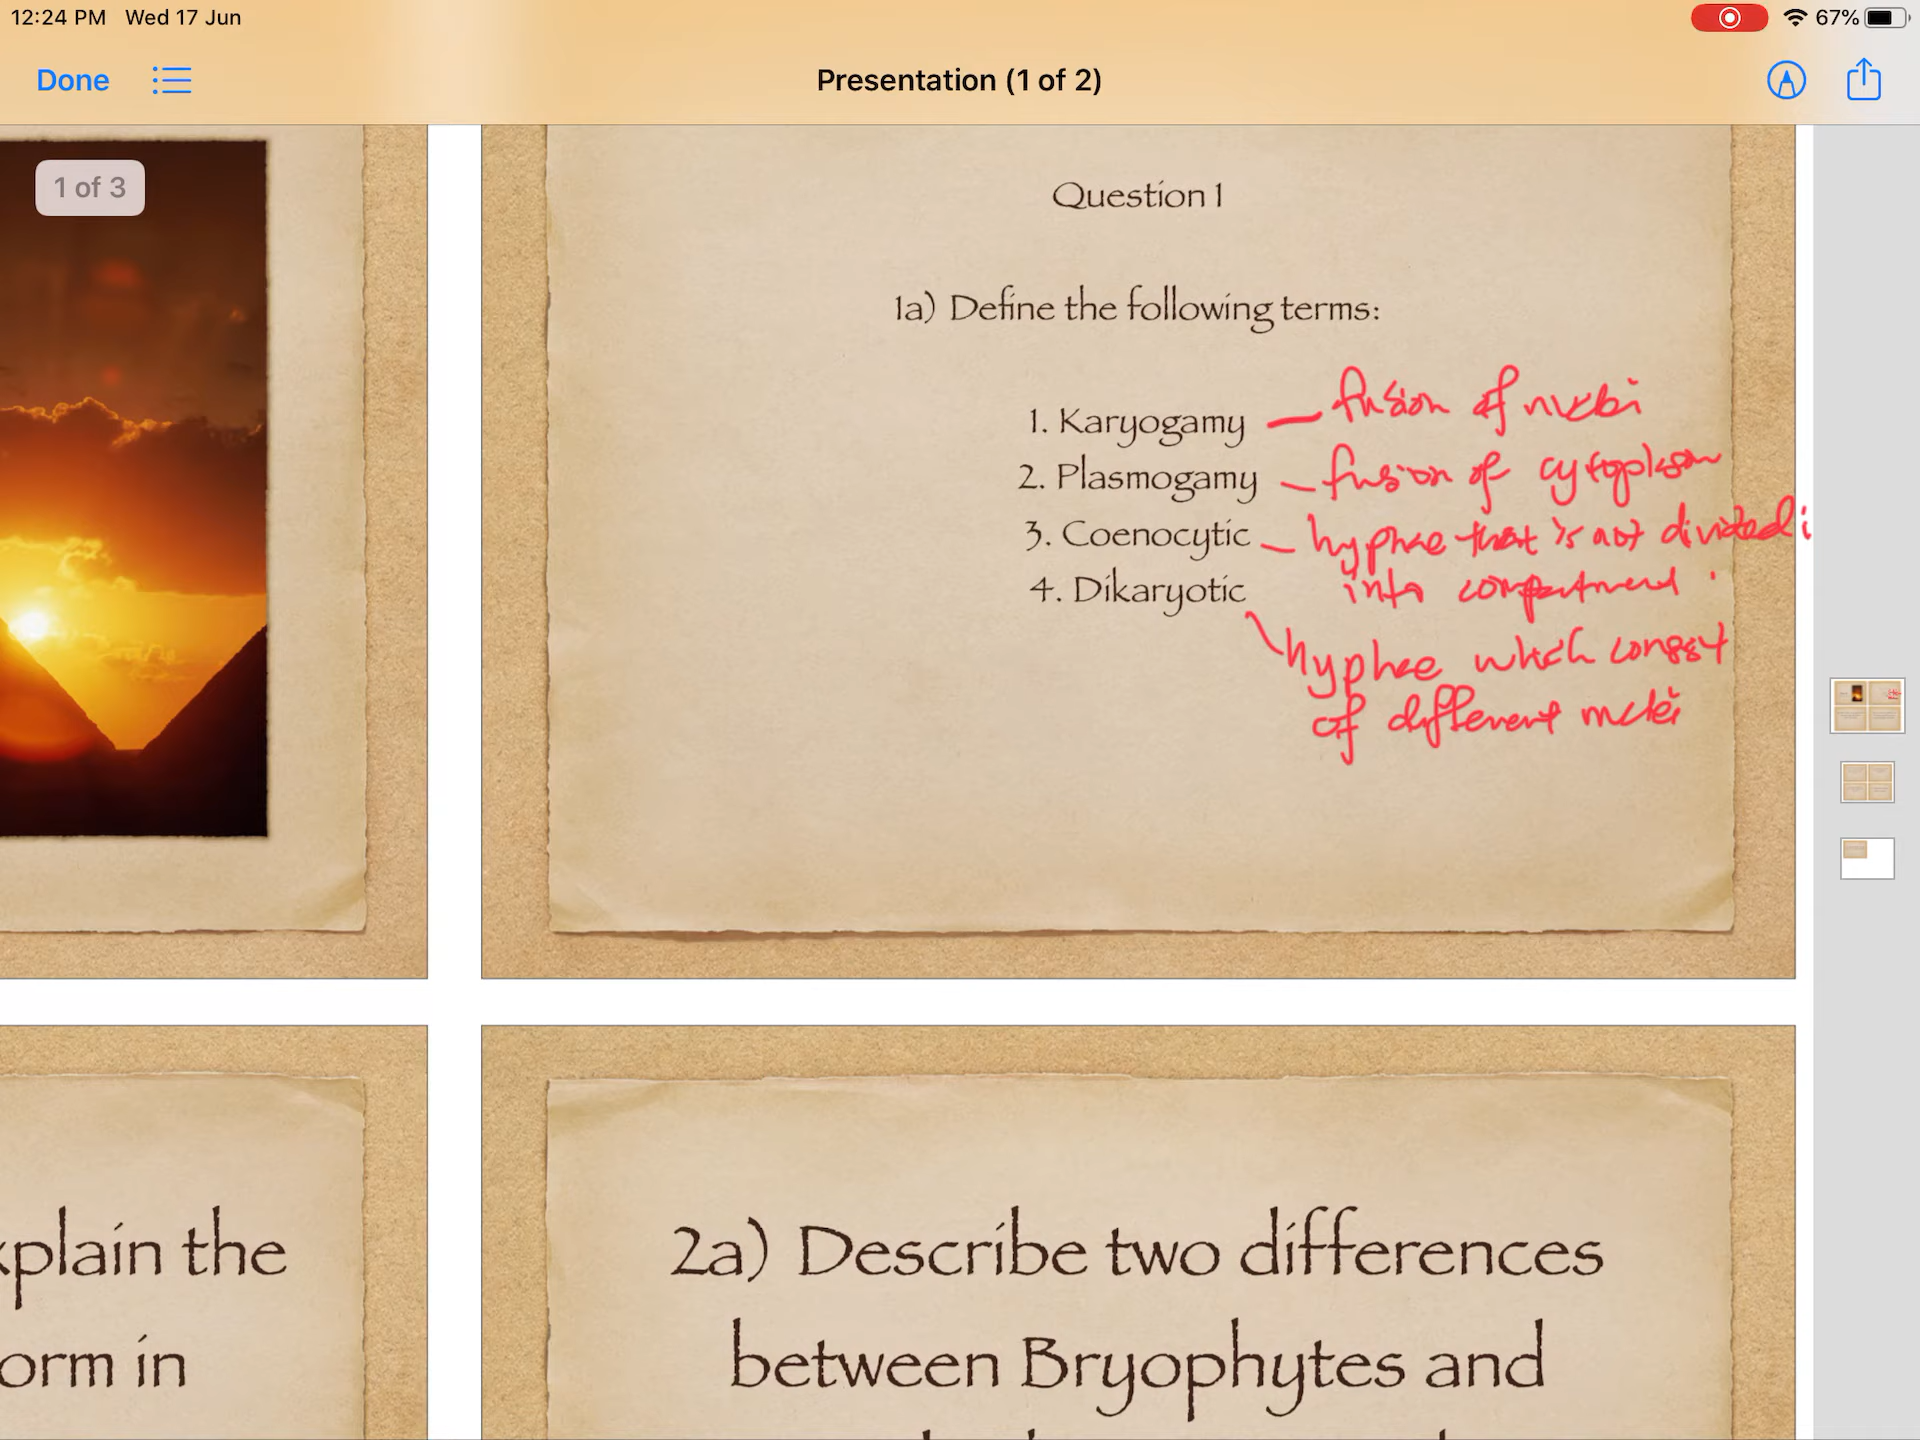 12:24 PM Wed 17 Jun
67%
Done
Presentation (1 of 2)
1 of 3
Question 1
1a) Define the following terms:
1. Karyogamy — fusion of nuclei
2. Plasmogamy — fusion of cytoplasm
3. Coenocytic — hyphae that is not divided i
into compartment.
4. Dikaryotic
hyphae which consist
of different nuclei
xplain the
orm in
2a) Describe two differences
between Bryophytes and